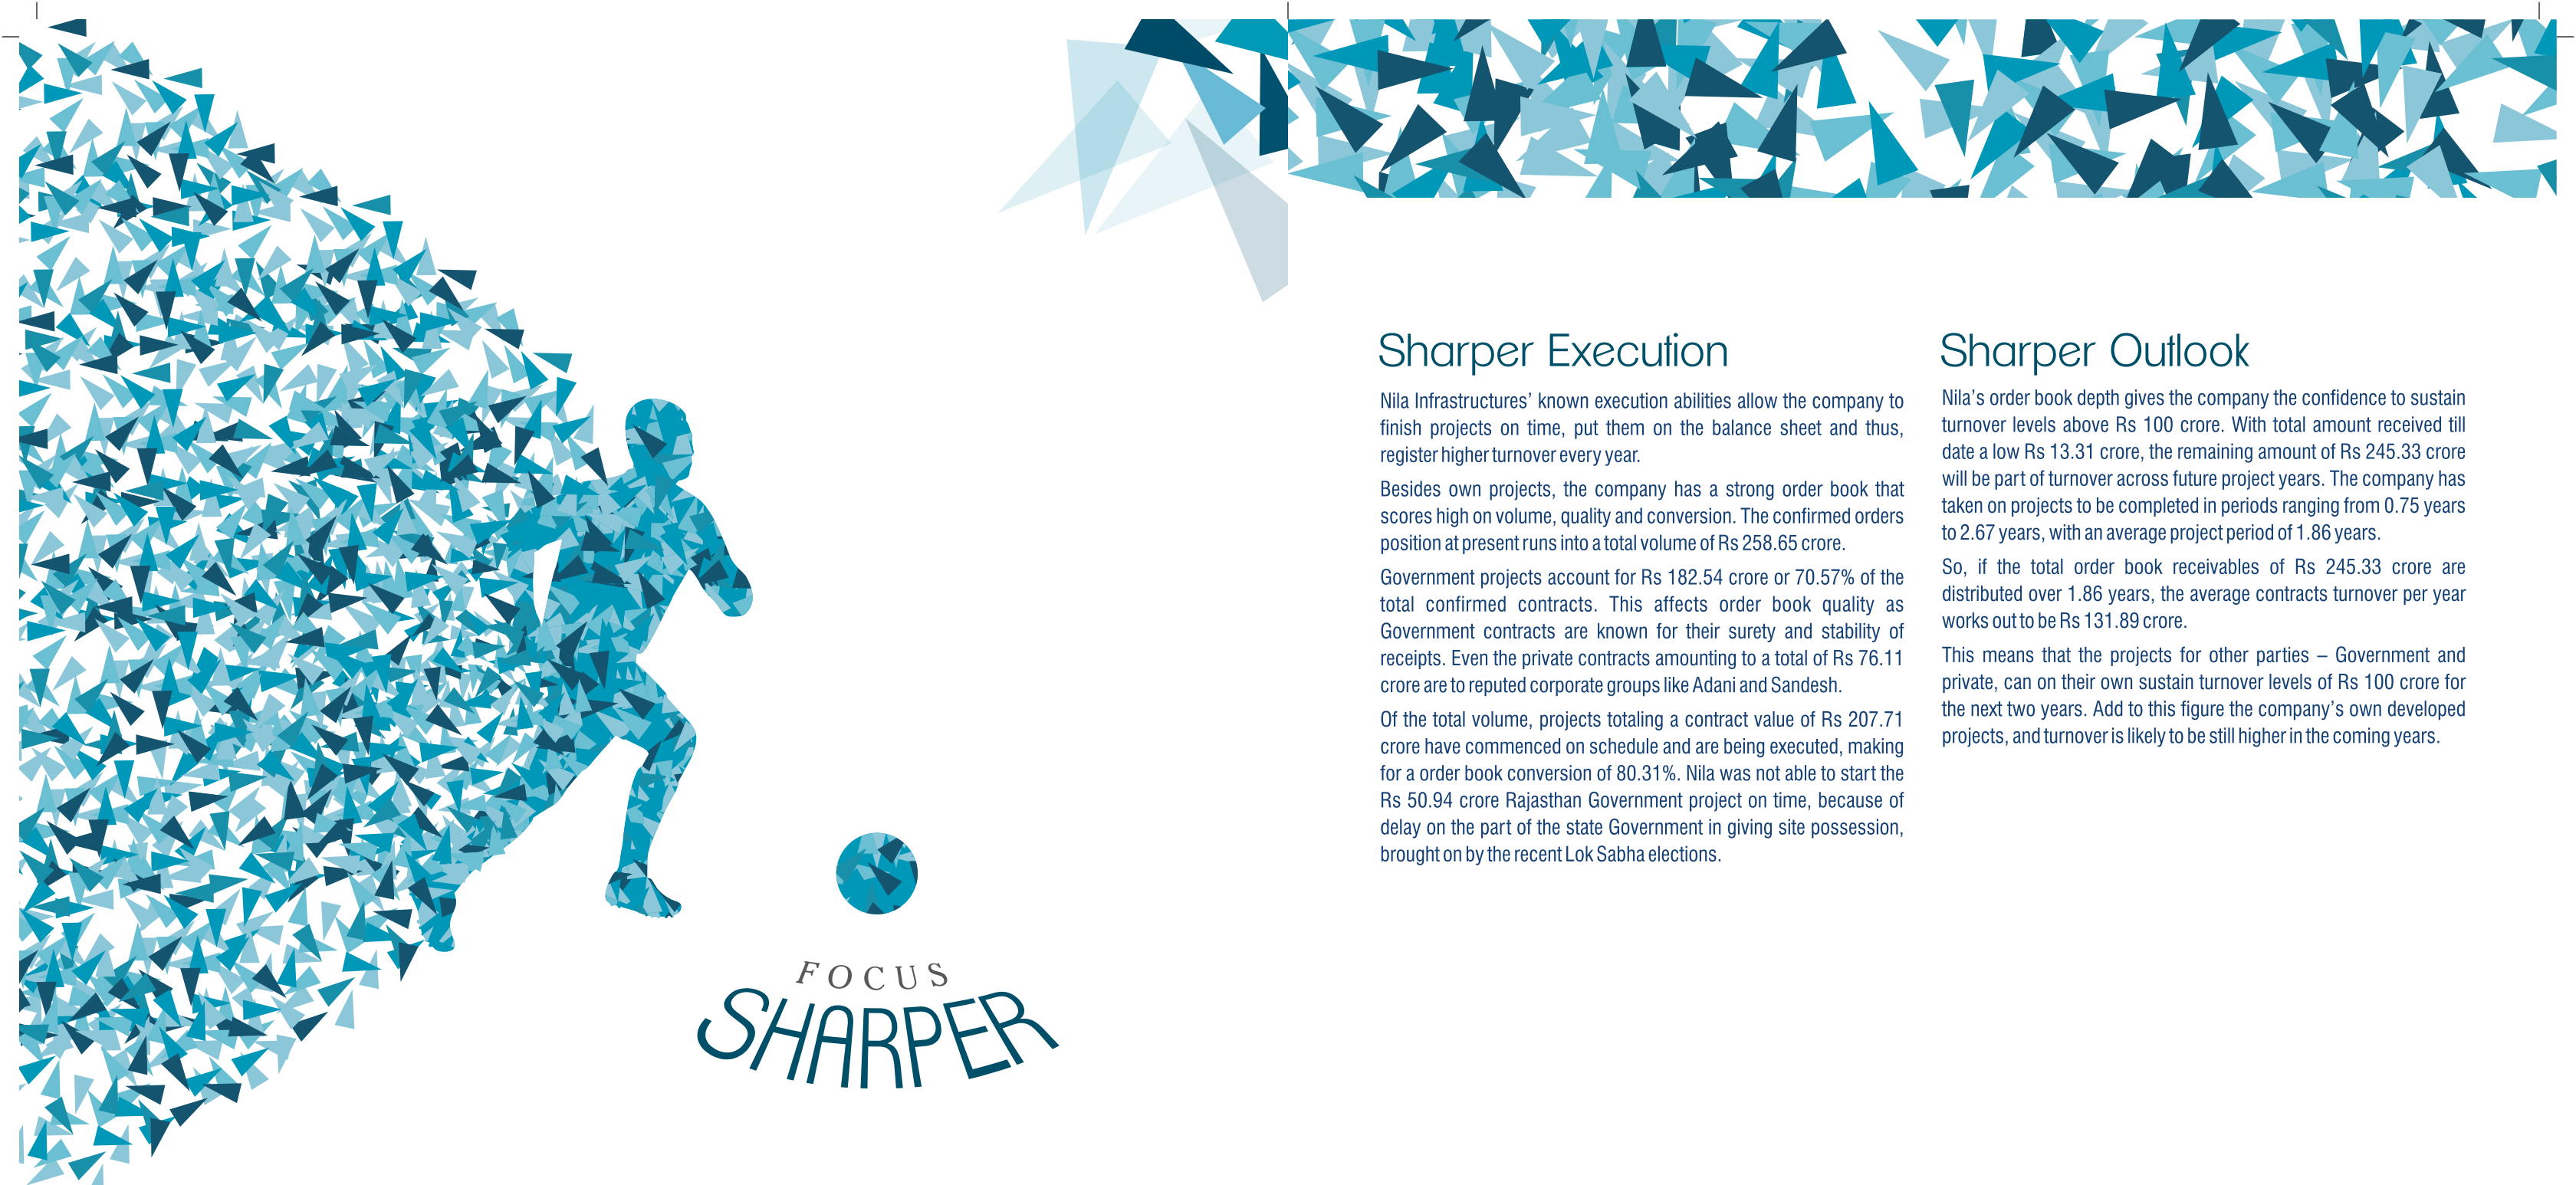 FOCUS
SHARPER
Sharper Execution
Nila Infrastructures’ known execution abilities allow the company to
finish projects on time, put them on the balance sheet and thus,
register higher turnover every year.
Besides own projects, the company has a strong order book that
scores high on volume, quality and conversion. The confirmed orders
position at present runs into a total volume of Rs 258.65 crore.
Government projects account for Rs 182.54 crore or 70.57% of the
total confirmed contracts. This affects order book quality as
Government contracts are known for their surety and stability of
receipts. Even the private contracts amounting to a total of Rs 76.11
crore are to reputed corporate groups like Adani and Sandesh.
Of the total volume, projects totaling a contract value of Rs 207.71
crore have commenced on schedule and are being executed, making
for a order book conversion of 80.31%. Nila was not able to start the
Rs 50.94 crore Rajasthan Government project on time, because of
delay on the part of the state Government in giving site possession,
brought on by the recent Lok Sabha elections.
Sharper Outlook
Nila’s order book depth gives the company the confidence to sustain
turnover levels above Rs 100 crore. With total amount received till
date a low Rs 13.31 crore, the remaining amount of Rs 245.33 crore
will be part of turnover across future project years. The company has
taken on projects to be completed in periods ranging from 0.75 years
to 2.67 years, with an average project period of 1.86 years.
So, if the total order book receivables of Rs 245.33 crore are
distributed over 1.86 years, the average contracts turnover per year
works out to be Rs 131.89 crore.
This means that the projects for other parties – Government and
private, can on their own sustain turnover levels of Rs 100 crore for
the next two years. Add to this figure the company’s own developed
projects, and turnover is likely to be still higher in the coming years.